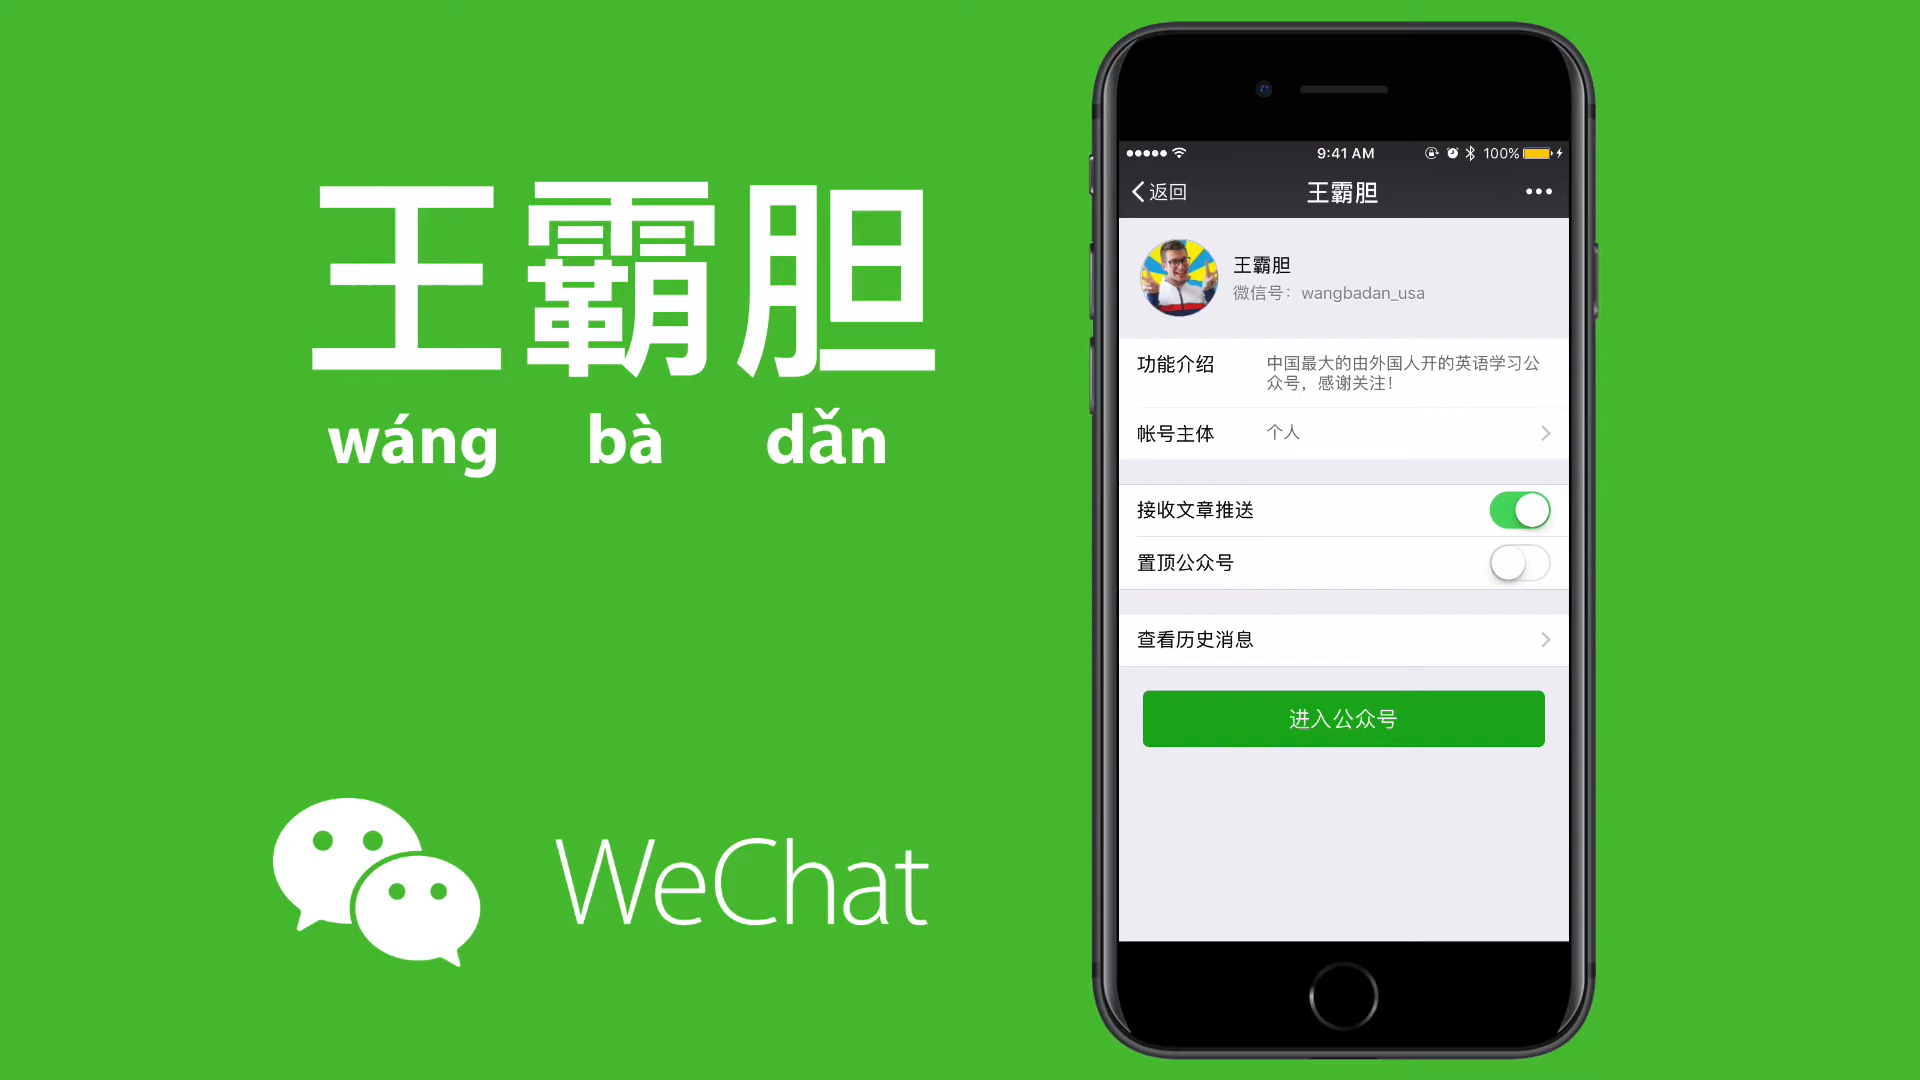 王霸胆
wáng bà dǎn
WeChat
9:41 AM
100%
返回
王霸胆
王霸胆
微信号：wangbadan_usa
功能介绍
中国最大的由外国人开的英语学习公
众号，感谢关注！
帐号主体
个人
接收文章推送
置顶公众号
查看历史消息
进入公众号